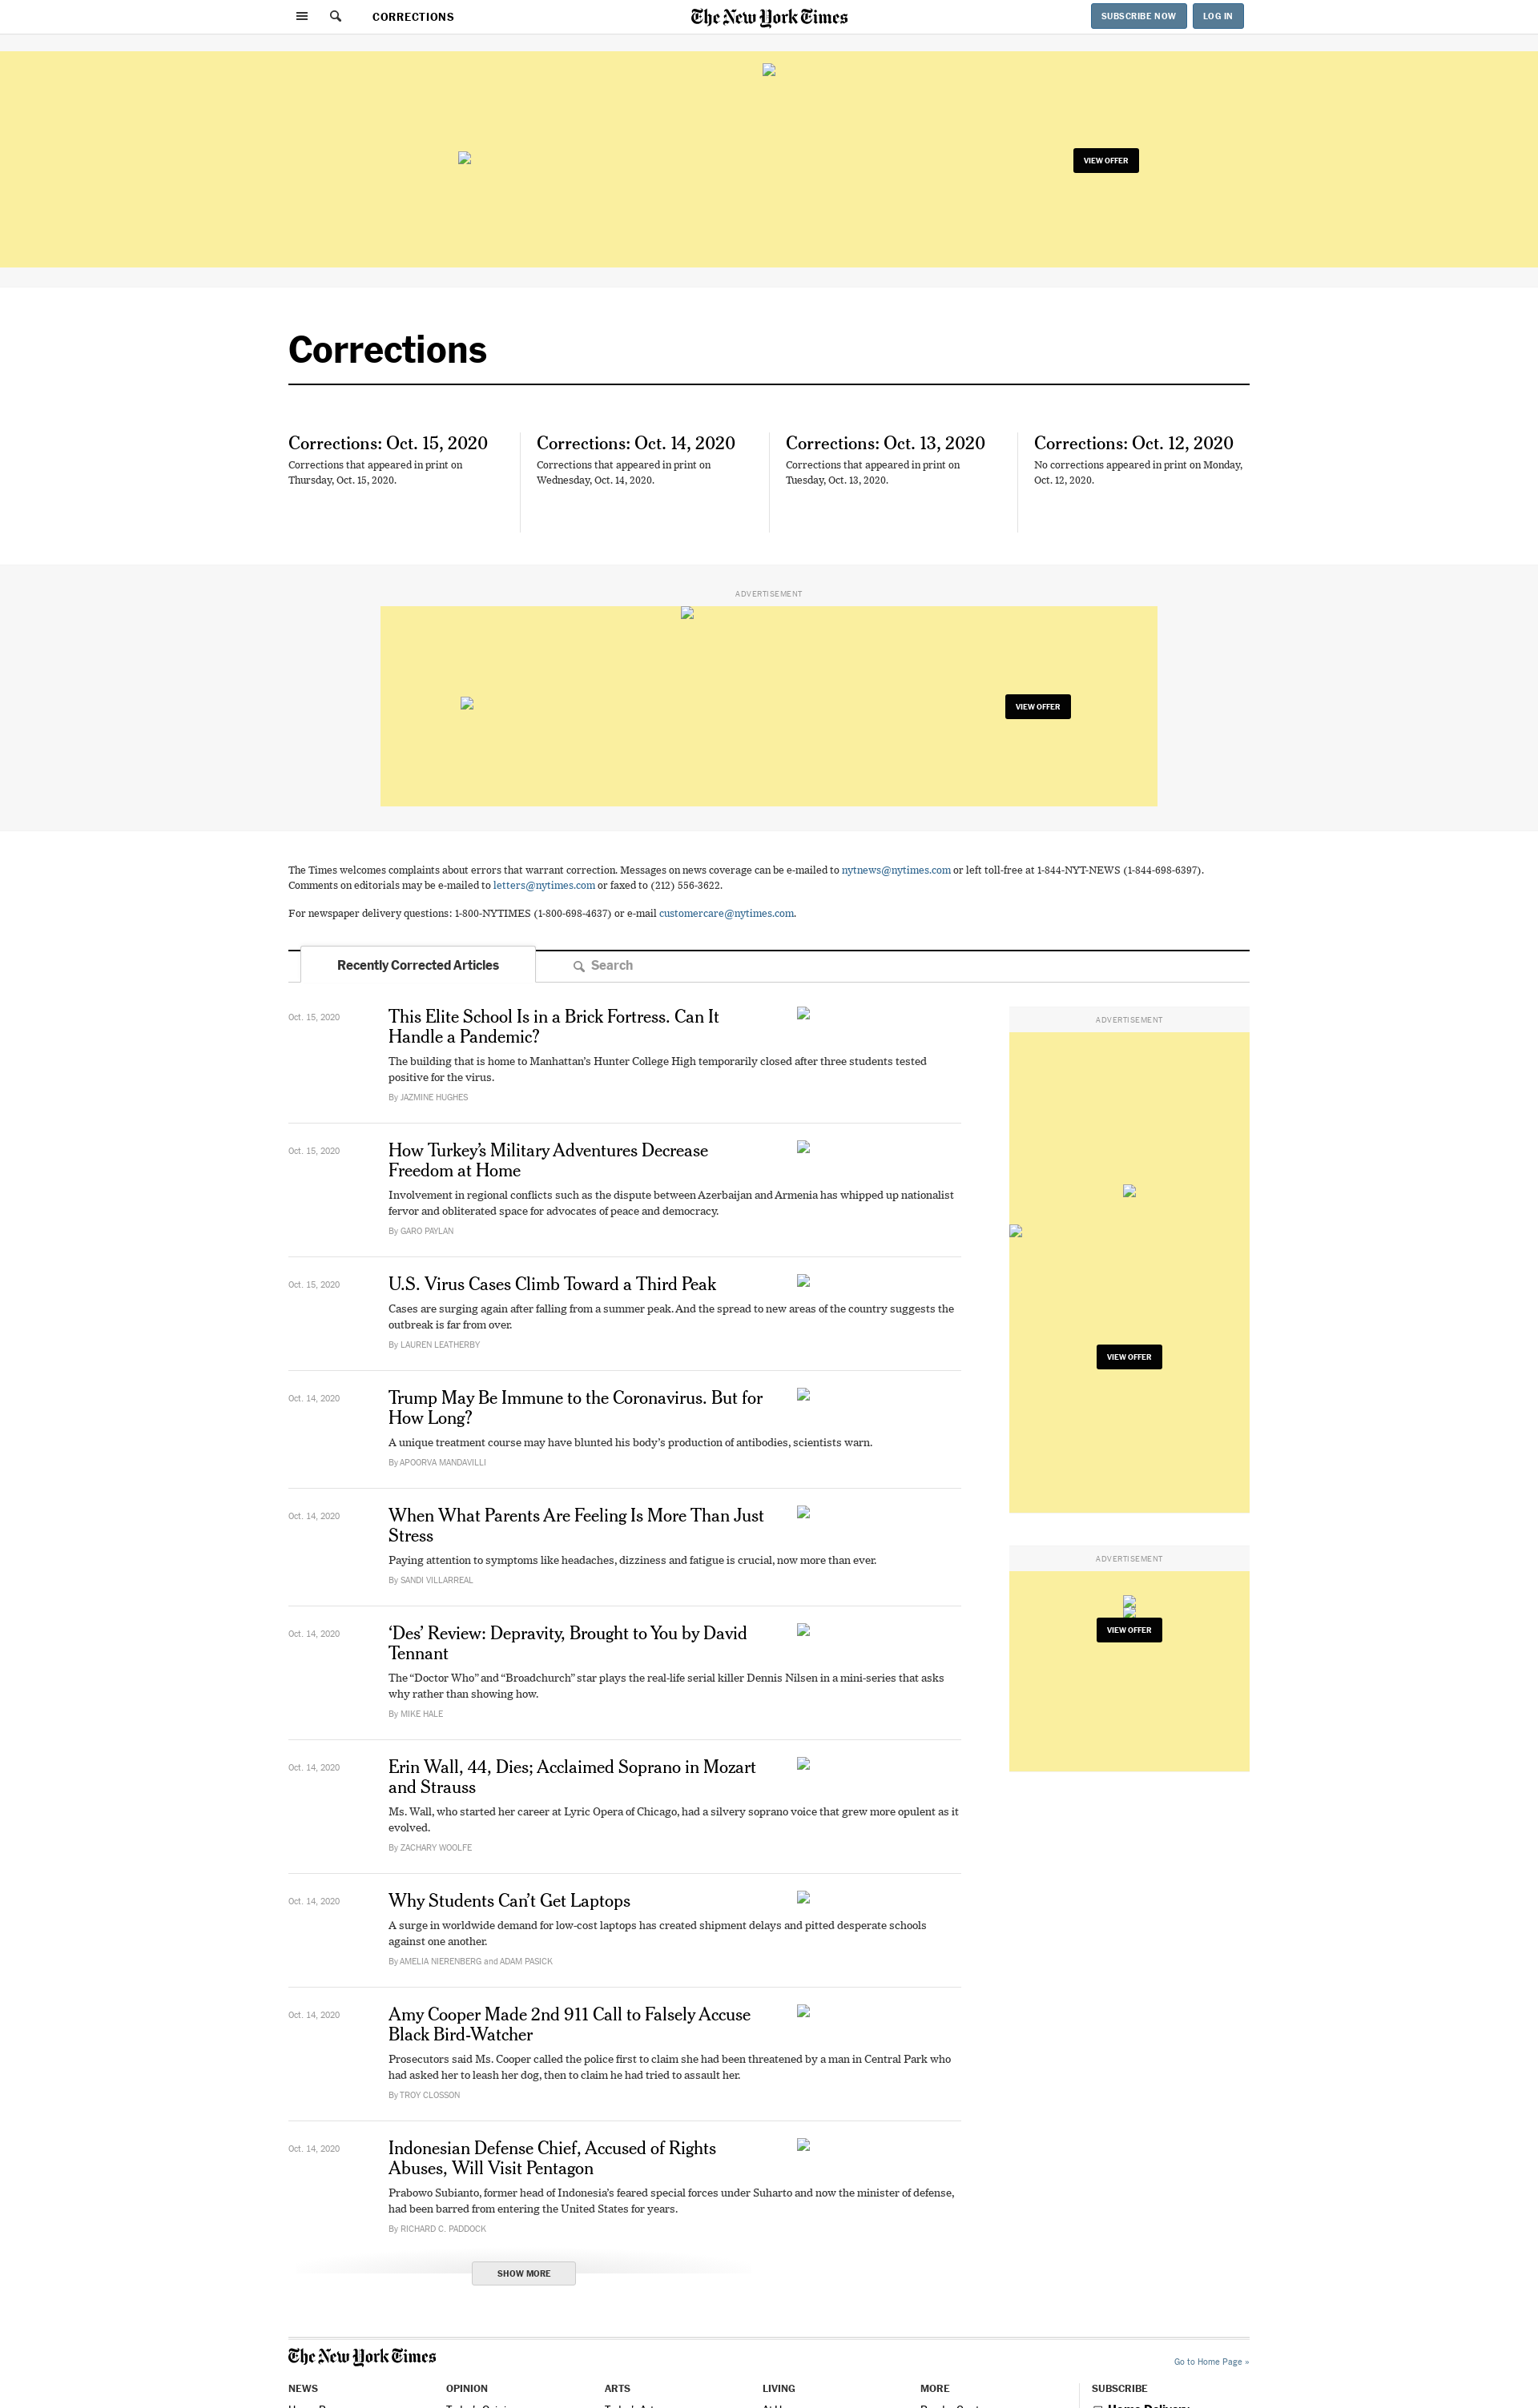 CORRECTIONS
The New York Times
SUBSCRIBE NOW
LOG IN
VIEW OFFER
Corrections
Corrections: Oct. 15, 2020
Corrections that appeared in print on
Thursday, Oct. 15, 2020.
Corrections: Oct. 14, 2020
Corrections that appeared in print on
Wednesday, Oct. 14, 2020.
Corrections: Oct. 13, 2020
Corrections that appeared in print on
Tuesday, Oct. 13, 2020.
Corrections: Oct. 12, 2020
No corrections appeared in print on Monday,
Oct. 12, 2020.
ADVERTISEMENT
VIEW OFFER
The Times welcomes complaints about errors that warrant correction. Messages on news coverage can be e-mailed to nytnews@nytimes.com or left toll-free at 1-844-NYT-NEWS (1-844-698-6397).
Comments on editorials may be e-mailed to letters@nytimes.com or faxed to (212) 556-3622.
For newspaper delivery questions: 1-800-NYTIMES (1-800-698-4637) or e-mail customercare@nytimes.com.
Recently Corrected Articles
Search
Oct. 15, 2020
This Elite School Is in a Brick Fortress. Can It
Handle a Pandemic?
The building that is home to Manhattan’s Hunter College High temporarily closed after three students tested
positive for the virus.
By JAZMINE HUGHES
Oct. 15, 2020
How Turkey’s Military Adventures Decrease
Freedom at Home
Involvement in regional conflicts such as the dispute between Azerbaijan and Armenia has whipped up nationalist
fervor and obliterated space for advocates of peace and democracy.
By GARO PAYLAN
Oct. 15, 2020
U.S. Virus Cases Climb Toward a Third Peak
Cases are surging again after falling from a summer peak. And the spread to new areas of the country suggests the
outbreak is far from over.
By LAUREN LEATHERBY
Oct. 14, 2020
Trump May Be Immune to the Coronavirus. But for
How Long?
A unique treatment course may have blunted his body’s production of antibodies, scientists warn.
By APOORVA MANDAVILLI
Oct. 14, 2020
When What Parents Are Feeling Is More Than Just
Stress
Paying attention to symptoms like headaches, dizziness and fatigue is crucial, now more than ever.
By SANDI VILLARREAL
Oct. 14, 2020
‘Des’ Review: Depravity, Brought to You by David
Tennant
The “Doctor Who” and “Broadchurch” star plays the real-life serial killer Dennis Nilsen in a mini-series that asks
why rather than showing how.
By MIKE HALE
Oct. 14, 2020
Erin Wall, 44, Dies; Acclaimed Soprano in Mozart
and Strauss
Ms. Wall, who started her career at Lyric Opera of Chicago, had a silvery soprano voice that grew more opulent as it
evolved.
By ZACHARY WOOLFE
Oct. 14, 2020
Why Students Can’t Get Laptops
A surge in worldwide demand for low-cost laptops has created shipment delays and pitted desperate schools
against one another.
By AMELIA NIERENBERG and ADAM PASICK
Oct. 14, 2020
Amy Cooper Made 2nd 911 Call to Falsely Accuse
Black Bird-Watcher
Prosecutors said Ms. Cooper called the police first to claim she had been threatened by a man in Central Park who
had asked her to leash her dog, then to claim he had tried to assault her.
By TROY CLOSSON
Oct. 14, 2020
Indonesian Defense Chief, Accused of Rights
Abuses, Will Visit Pentagon
Prabowo Subianto, former head of Indonesia’s feared special forces under Suharto and now the minister of defense,
had been barred from entering the United States for years.
By RICHARD C. PADDOCK
SHOW MORE
ADVERTISEMENT
VIEW OFFER
ADVERTISEMENT
VIEW OFFER
The New York Times
Go to Home Page »
NEWS
OPINION
ARTS
LIVING
MORE
SUBSCRIBE